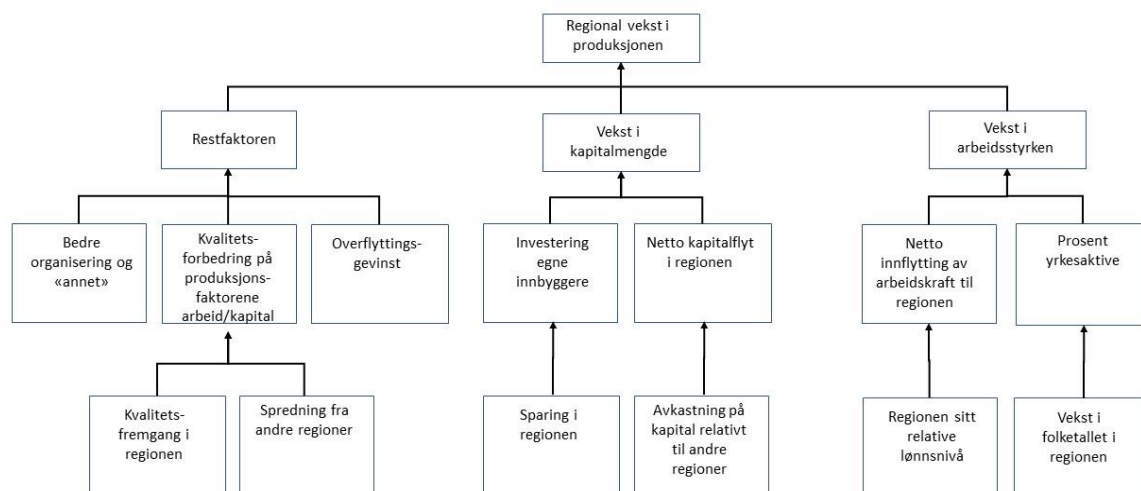 Regional vekst i
produksjonen
Restfaktoren
Vekst i
kapitalmengde
Vekst i
arbeidsstyrken
Bedre
organisering og
«annet»
Kvalitets-
forbedring på
produksjons-
faktorene
arbeid/kapital
Overflyttings-
gevinst
Investering
egne
innbyggere
Netto kapitalflyt
i regionen
Netto
innflytting av
arbeidskraft til
regionen
Prosent
yrkesaktive
Kvalitets-
fremgang i
regionen
Spredning fra
andre regioner
Sparing i
regionen
Avkastning på
kapital relativt
til andre
regioner
Regionen sitt
relative
lønnsnivå
Vekst i
folketallet i
regionen